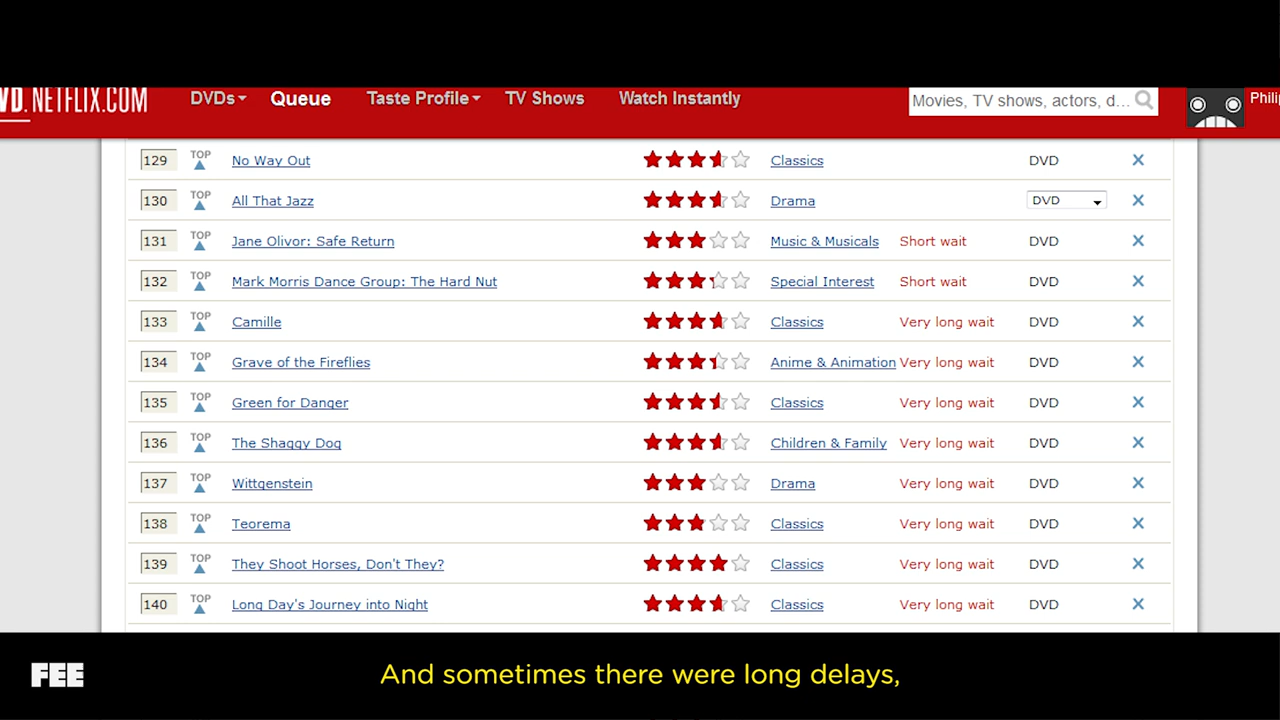 VD.NETFLIX.COM DVDs Queue Taste Profile TV Shows Watch Instantly Movies, TV shows, actors, d... Philip
129 TOP No Way Out Classics DVD
130 TOP All That Jazz Drama DVD
131 TOP Jane Olivor: Safe Return Music & Musicals Short wait DVD
132 TOP Mark Morris Dance Group: The Hard Nut Special Interest Short wait DVD
133 TOP Camille Classics Very long wait DVD
134 TOP Grave of the Fireflies Anime & Animation Very long wait DVD
135 TOP Green for Danger Classics Very long wait DVD
136 TOP The Shaggy Dog Children & Family Very long wait DVD
137 TOP Wittgenstein Drama Very long wait DVD
138 TOP Teorema Classics Very long wait DVD
139 TOP They Shoot Horses, Don't They? Classics Very long wait DVD
140 TOP Long Day's Journey into Night Classics Very long wait DVD
FEE And sometimes there were long delays,